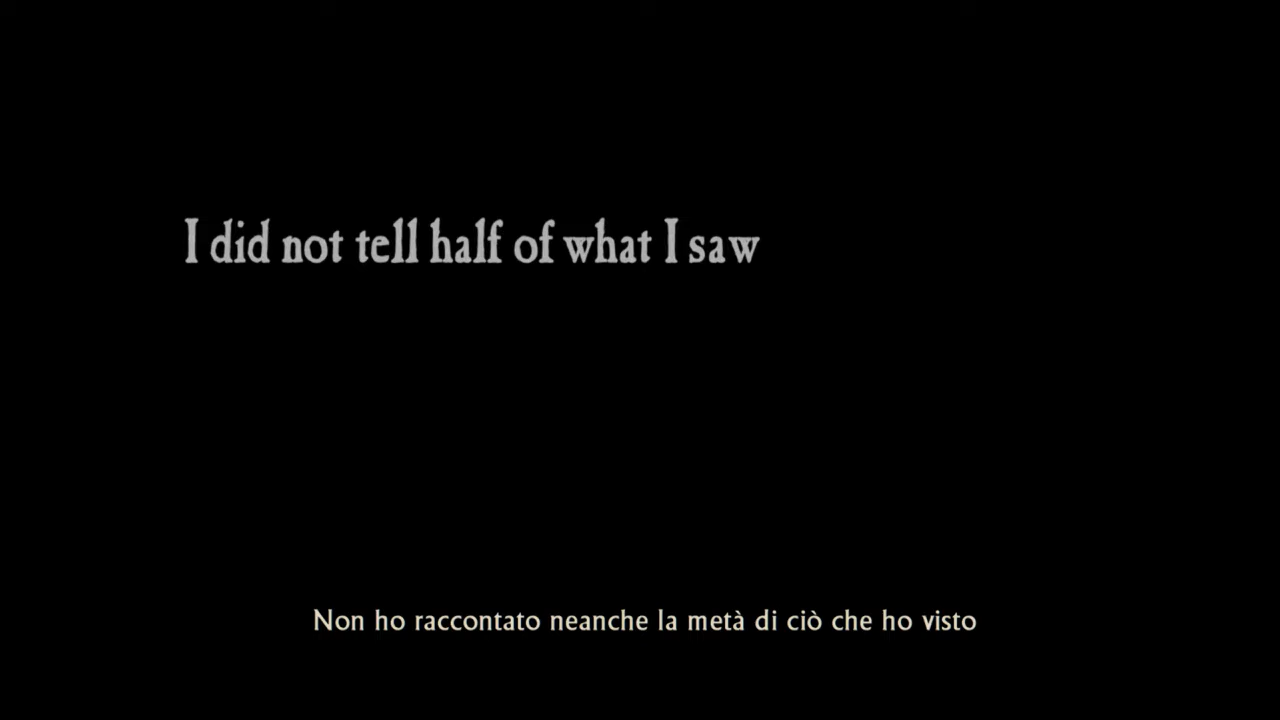 I did not tell half of what I saw
Non ho raccontato neanche la metà di ciò che ho visto